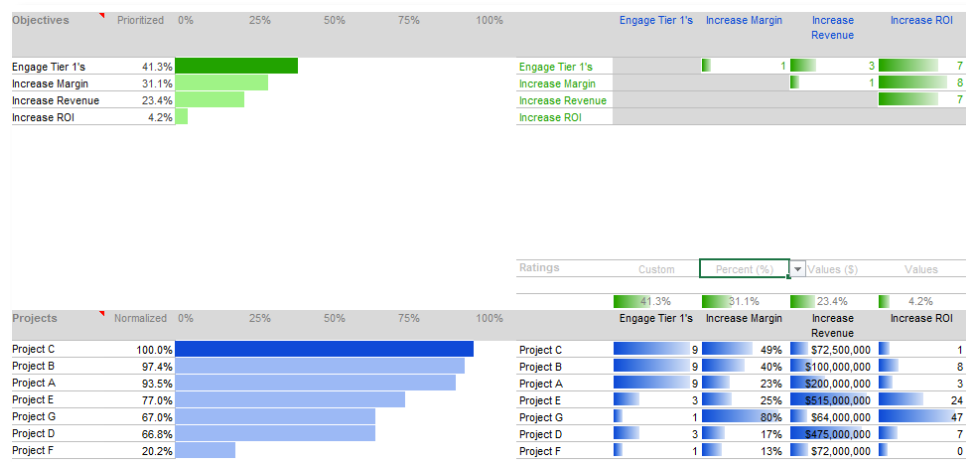 Objectives Prioritized 0% 25% 50% 75% 100% Engage Tier 1's Increase Margin Increase Revenue Increase ROI
Engage Tier 1's 41.3% Engage Tier 1's 1 3 7
Increase Margin 31.1% Increase Margin 1 8
Increase Revenue 23.4% Increase Revenue 7
Increase ROI 4.2% Increase ROI
Ratings Custom Percent (%) Values ($) Values
41.3% 31.1% 23.4% 4.2%
Projects Normalized 0% 25% 50% 75% 100% Engage Tier 1's Increase Margin Increase Revenue Increase ROI
Project C 100.0% Project C 9 49% $72,500,000 1
Project B 97.4% Project B 9 40% $100,000,000 8
Project A 93.5% Project A 9 23% $200,000,000 3
Project E 77.0% Project E 3 25% $515,000,000 24
Project G 67.0% Project G 1 80% $64,000,000 47
Project D 66.8% Project D 3 17% $475,000,000 7
Project F 20.2% Project F 1 13% $72,000,000 0